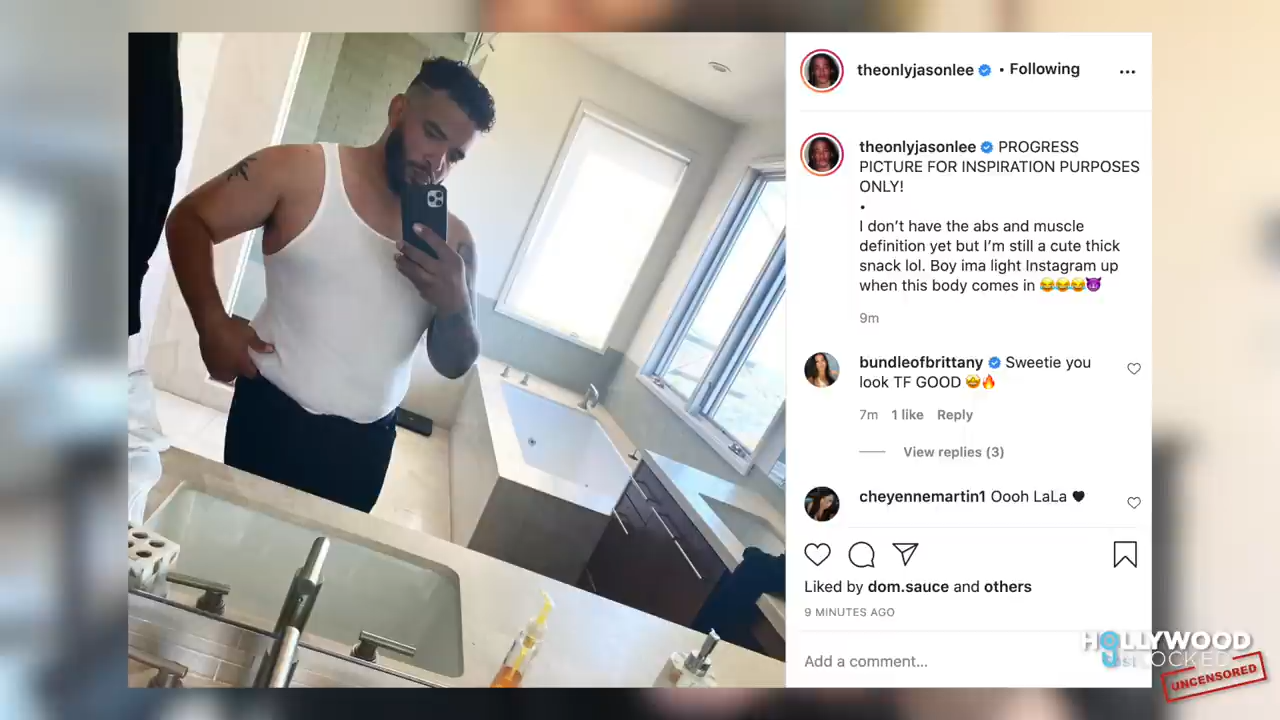 theonlyjasonlee • Following
theonlyjasonlee PROGRESS
PICTURE FOR INSPIRATION PURPOSES
ONLY!
•
I don’t have the abs and muscle
definition yet but I’m still a cute thick
snack lol. Boy ima light Instagram up
when this body comes in 😂😂😂😈
9m
bundleofbrittany Sweetie you
look TF GOOD 🤩🔥
7m 1 like Reply
View replies (3)
cheyennemartin1 Oooh LaLa 🖤
Liked by dom.sauce and others
9 MINUTES AGO
Add a comment...
HOLLYWOOD
UNCENSORED